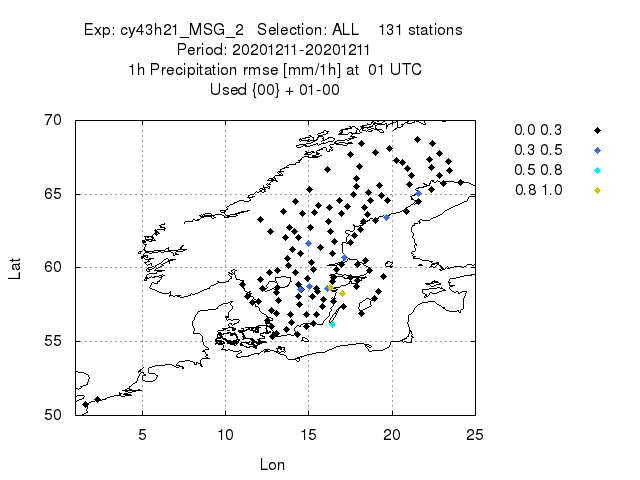 Exp: cy43h21_MSG_2 Selection: ALL 131 stations
Period: 20201211-20201211
1h Precipitation rmse [mm/1h] at 01 UTC
Used {00} + 01-00
70
65
60
55
50
Lat
5
10
15
20
25
Lon
0.0 0.3
0.3 0.5
0.5 0.8
0.8 1.0